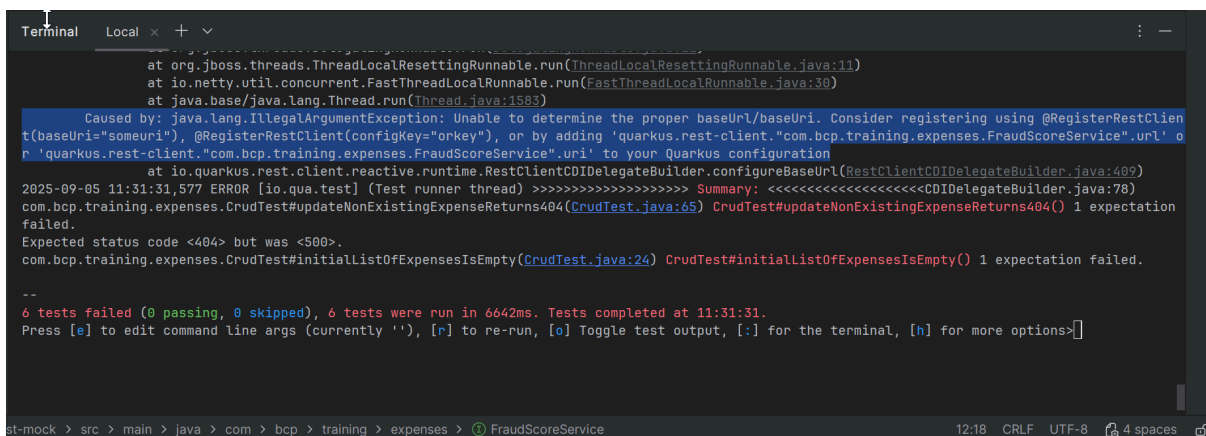 Terminal Local × + ⌄ ⋮ —
at org.jboss.threads.ThreadLocalResettingRunnable.run(ThreadLocalResettingRunnable.java:11)
at io.netty.util.concurrent.FastThreadLocalRunnable.run(FastThreadLocalRunnable.java:30)
at java.base/java.lang.Thread.run(Thread.java:1583)
Caused by: java.lang.IllegalArgumentException: Unable to determine the proper baseUrl/baseUri. Consider registering using @RegisterRestClien
t(baseUri="someuri"), @RegisterRestClient(configKey="orkey"), or by adding 'quarkus.rest-client."com.bcp.training.expenses.FraudScoreService".url' o
r 'quarkus.rest-client."com.bcp.training.expenses.FraudScoreService".uri' to your Quarkus configuration
at io.quarkus.rest.client.reactive.runtime.RestClientCDIDelegateBuilder.configureBaseUrl(RestClientCDIDelegateBuilder.java:409)
2025-09-05 11:31:31,577 ERROR [io.qua.test] (Test runner thread) >>>>>>>>>>>>>>>>>>>> Summary: <<<<<<<<<<<<<<<<<<<<CDIDelegateBuilder.java:78)
com.bcp.training.expenses.CrudTest#updateNonExistingExpenseReturns404(CrudTest.java:65) CrudTest#updateNonExistingExpenseReturns404() 1 expectation
failed.
Expected status code <404> but was <500>.
com.bcp.training.expenses.CrudTest#initialListOfExpensesIsEmpty(CrudTest.java:24) CrudTest#initialListOfExpensesIsEmpty() 1 expectation failed.
--
6 tests failed (0 passing, 0 skipped), 6 tests were run in 6642ms. Tests completed at 11:31:31.
Press [e] to edit command line args (currently ''), [r] to re-run, [o] Toggle test output, [:] for the terminal, [h] for more options>
st-mock > src > main > java > com > bcp > training > expenses > FraudScoreService 12:18 CRLF UTF-8 4 spaces